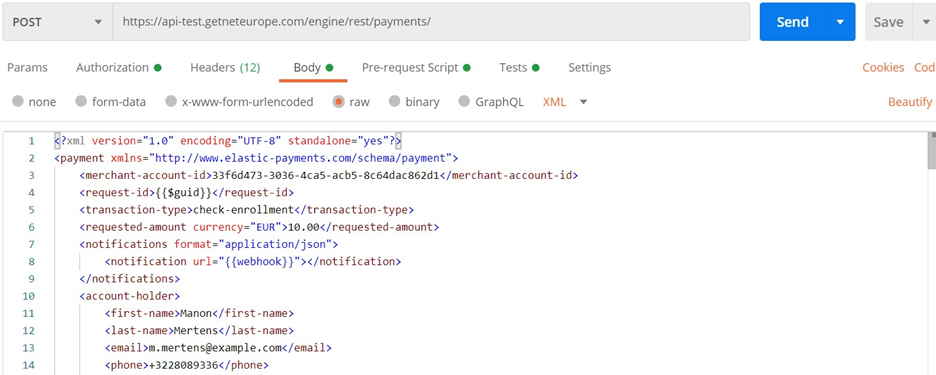 POST https://api-test.getneteurope.com/engine/rest/payments/ Send Save
Params Authorization Headers (12) Body Pre-request Script Tests Settings Cookies Cod
none form-data x-www-form-urlencoded raw binary GraphQL XML Beautify
1 <?xml version="1.0" encoding="UTF-8" standalone="yes"?>
2 <payment xmlns="http://www.elastic-payments.com/schema/payment">
3 <merchant-account-id>33f6d473-3036-4ca5-acb5-8c64dac862d1</merchant-account-id>
4 <request-id>{{$guid}}</request-id>
5 <transaction-type>check-enrollment</transaction-type>
6 <requested-amount currency="EUR">10.00</requested-amount>
7 <notifications format="application/json">
8 <notification url="{{webhook}}"></notification>
9 </notifications>
10 <account-holder>
11 <first-name>Manon</first-name>
12 <last-name>Mertens</last-name>
13 <email>m.mertens@example.com</email>
14 <phone>+3228089336</phone>